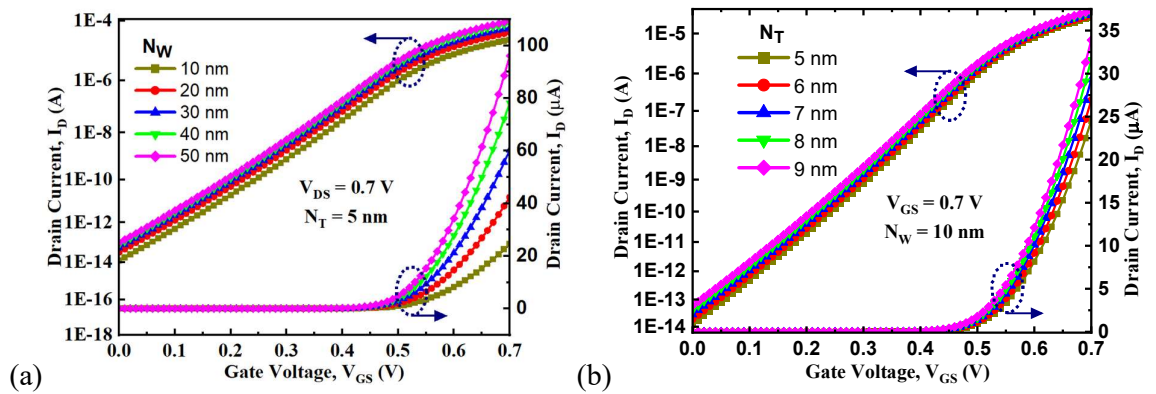 1E-4
1E-6
1E-8
1E-10
1E-12
1E-14
1E-16
1E-18
Drain Current, I_D (A)
N_W
10 nm
20 nm
30 nm
40 nm
50 nm
V_DS = 0.7 V
N_T = 5 nm
100
80
60
40
20
0
Drain Current, I_D (μA)
0.0 0.1 0.2 0.3 0.4 0.5 0.6 0.7
Gate Voltage, V_GS (V)
(a)
1E-5
1E-6
1E-7
1E-8
1E-9
1E-10
1E-11
1E-12
1E-13
1E-14
Drain Current, I_D (A)
N_T
5 nm
6 nm
7 nm
8 nm
9 nm
V_GS = 0.7 V
N_W = 10 nm
35
30
25
20
15
10
5
0
Drain Current, I_D (μA)
0.0 0.1 0.2 0.3 0.4 0.5 0.6 0.7
Gate Voltage, V_GS (V)
(b)